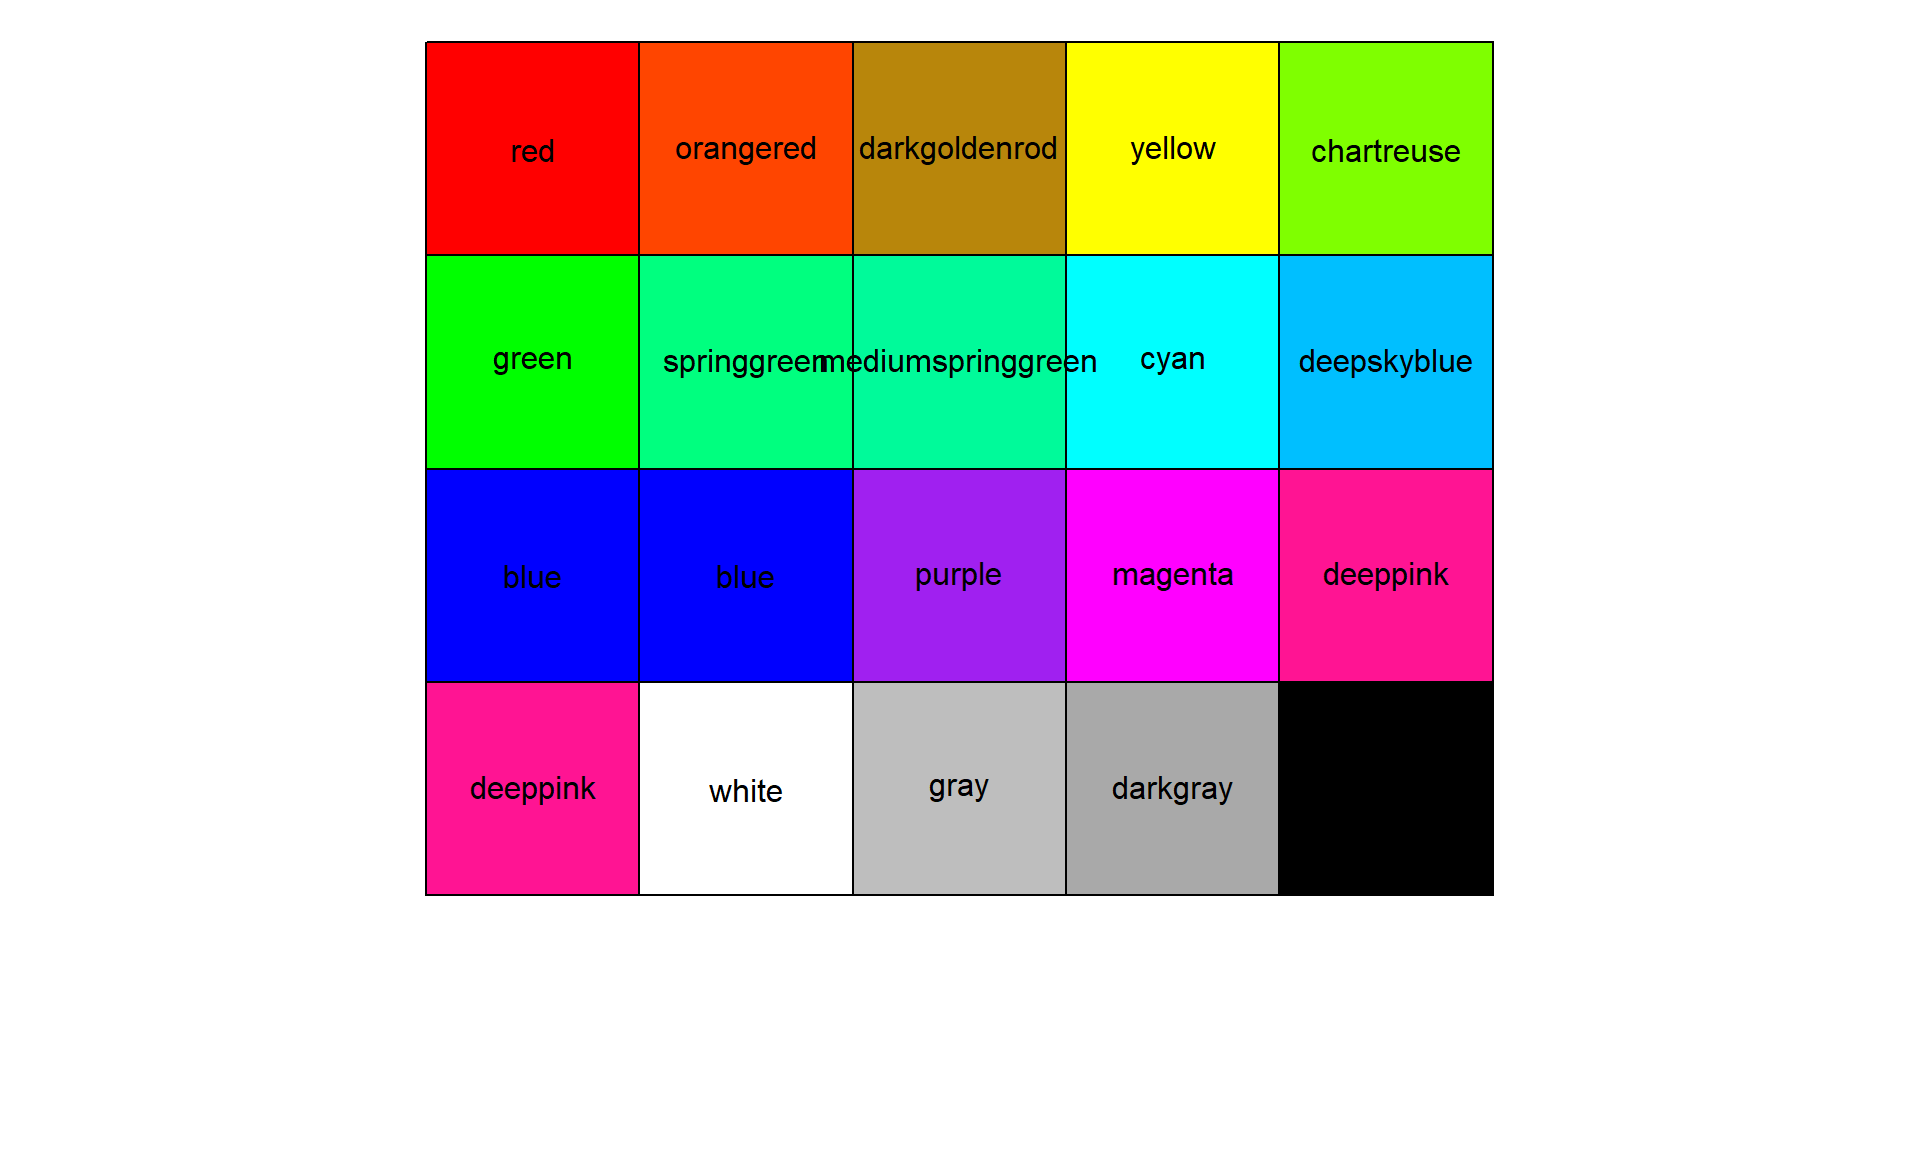 red orangered darkgoldenrod yellow chartreuse
green springgreen mediumspringgreen cyan deepskyblue
blue blue purple magenta deeppink
deeppink white gray darkgray